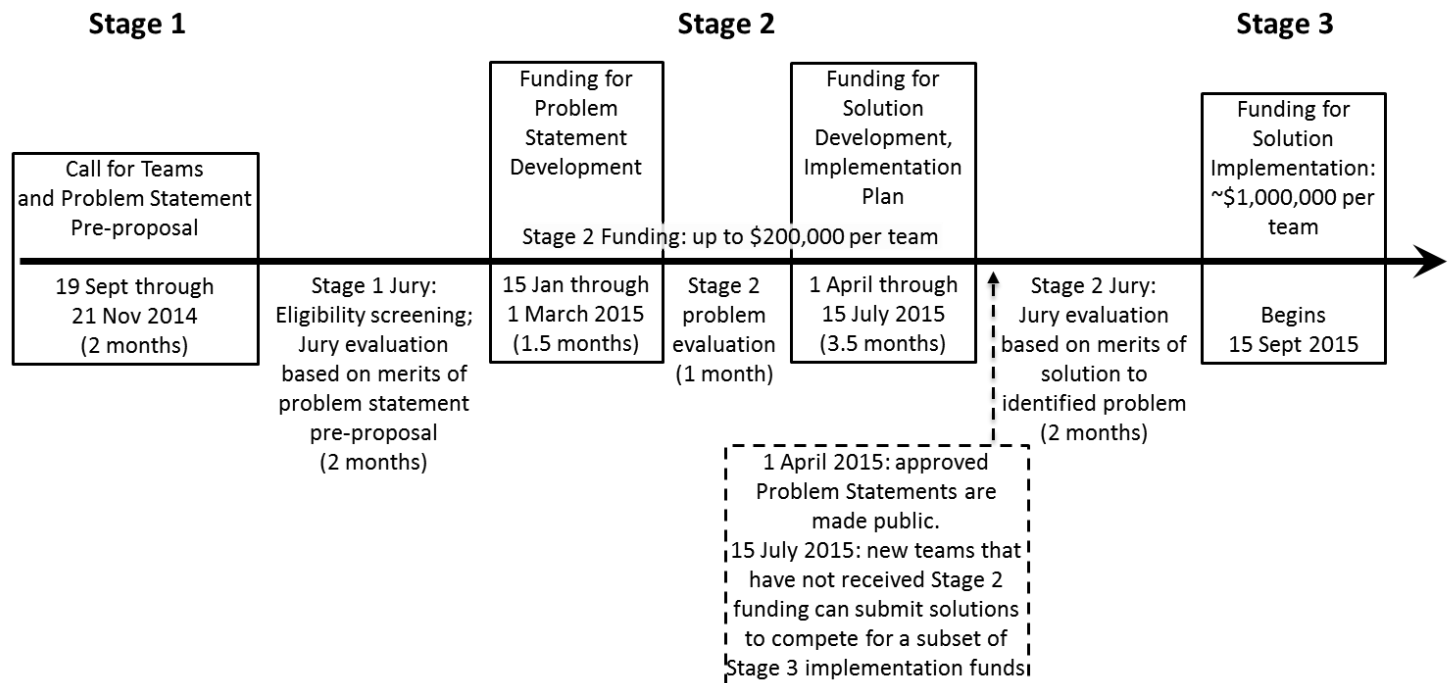 Stage 1
Stage 2
Stage 3
Call for Teams
and Problem Statement
Pre-proposal
19 Sept through
21 Nov 2014
(2 months)
Stage 1 Jury:
Eligibility screening;
Jury evaluation
based on merits of
problem statement
pre-proposal
(2 months)
Funding for
Problem
Statement
Development
Stage 2 Funding: up to $200,000 per team
15 Jan through
1 March 2015
(1.5 months)
Stage 2
problem
evaluation
(1 month)
Funding for
Solution
Development,
Implementation
Plan
1 April through
15 July 2015
(3.5 months)
1 April 2015: approved
Problem Statements are
made public.
15 July 2015: new teams that
have not received Stage 2
funding can submit solutions
to compete for a subset of
Stage 3 implementation funds
Stage 2 Jury:
Jury evaluation
based on merits of
solution to
identified problem
(2 months)
Funding for
Solution
Implementation:
~$1,000,000 per
team
Begins
15 Sept 2015